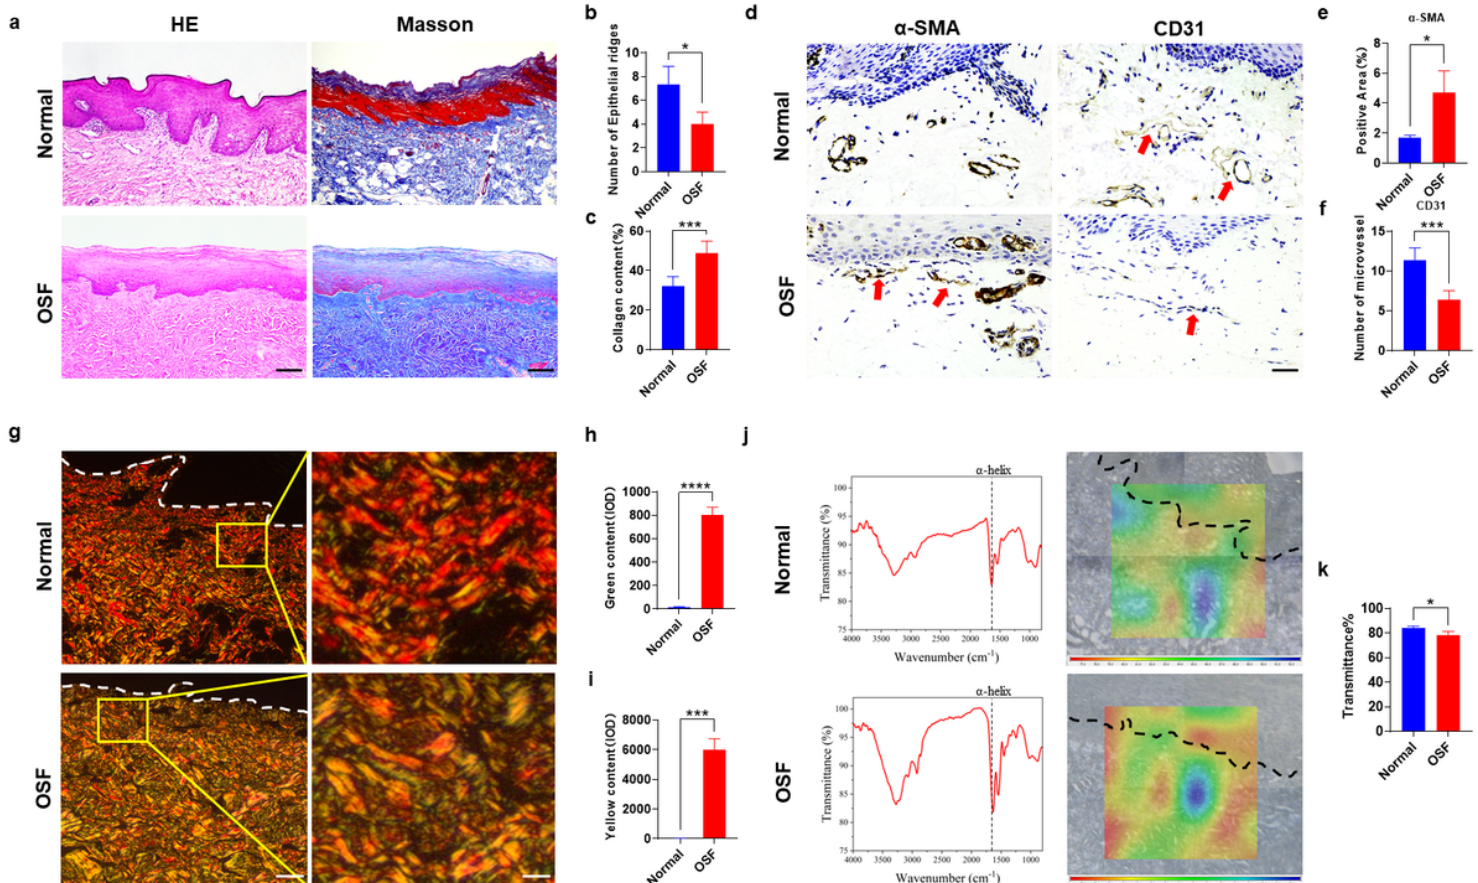 a
HE
Masson
Normal
OSF
b
Number of Epithelial ridges
10
8
6
4
2
0
*
Normal
OSF
c
Collagen content(%)
60
40
20
0
***
Normal
OSF
d
α-SMA
CD31
Normal
OSF
e
α-SMA
Positive Area(%)
8
6
4
2
0
*
Normal
OSF
f
CD31
Number of microvessel
15
10
5
0
***
Normal
OSF
g
Normal
OSF
h
Green content(IOD)
1000
800
600
400
200
0
****
Normal
OSF
i
Yellow content(IOD)
8000
6000
4000
2000
0
***
Normal
OSF
j
Normal
α-helix
Transmittance (%)
100
95
90
85
80
75
4000 3500 3000 2500 2000 1500 1000
Wavenumber (cm⁻¹)
OSF
α-helix
Transmittance (%)
100
95
90
85
80
75
4000 3500 3000 2500 2000 1500 1000
Wavenumber (cm⁻¹)
k
Transmittance%
100
80
60
40
20
0
*
Normal
OSF